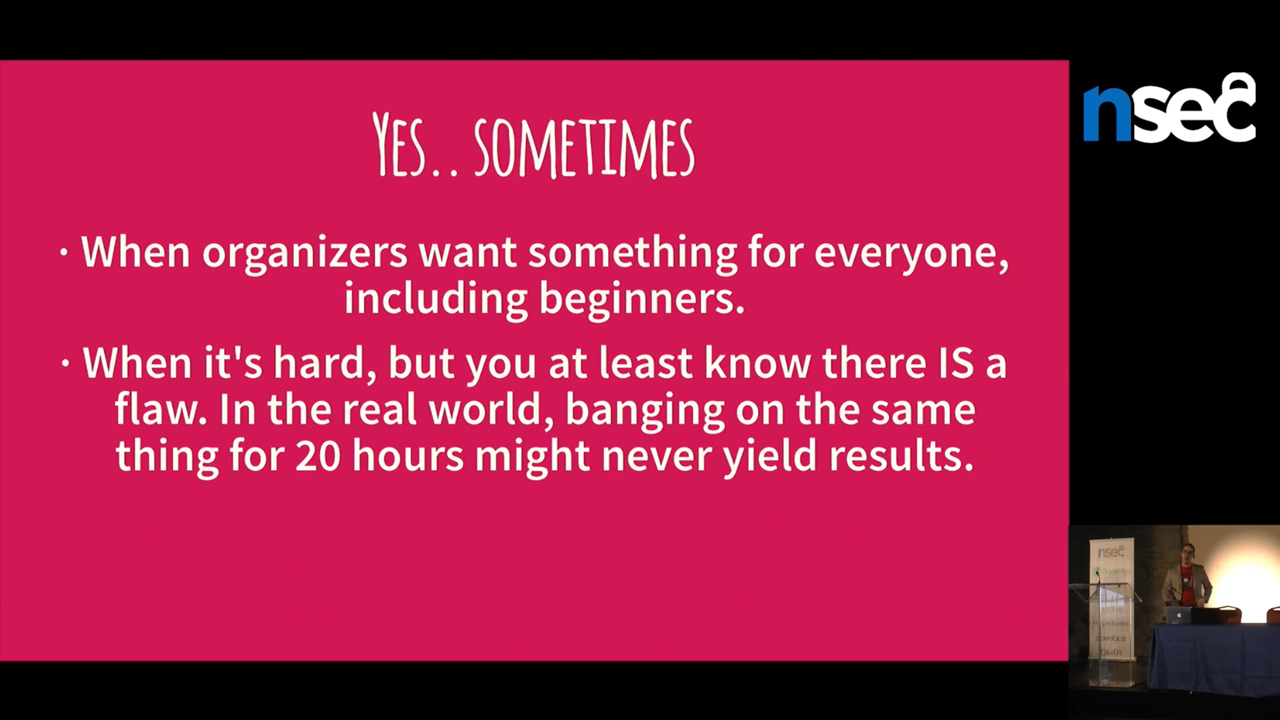 Yes.. sometimes
nsec
· When organizers want something for everyone,
including beginners.
· When it's hard, but you at least know there IS a
flaw. In the real world, banging on the same
thing for 20 hours might never yield results.
nsec